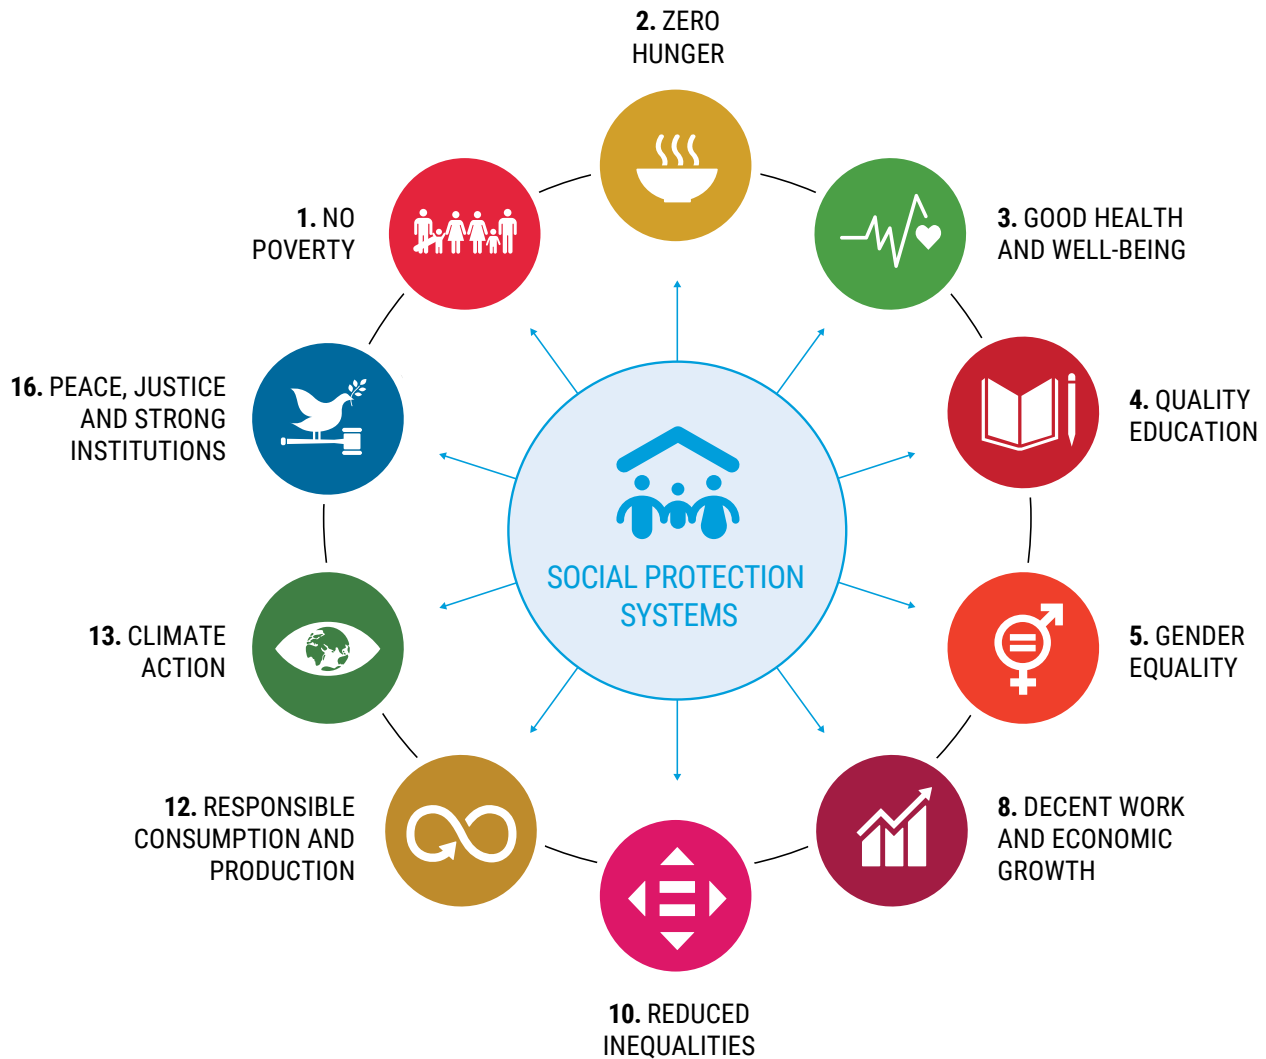 2. ZERO
HUNGER
1. NO
POVERTY
3. GOOD HEALTH
AND WELL-BEING
16. PEACE, JUSTICE
AND STRONG
INSTITUTIONS
4. QUALITY
EDUCATION
SOCIAL PROTECTION
SYSTEMS
13. CLIMATE
ACTION
5. GENDER
EQUALITY
12. RESPONSIBLE
CONSUMPTION AND
PRODUCTION
8. DECENT WORK
AND ECONOMIC
GROWTH
10. REDUCED
INEQUALITIES